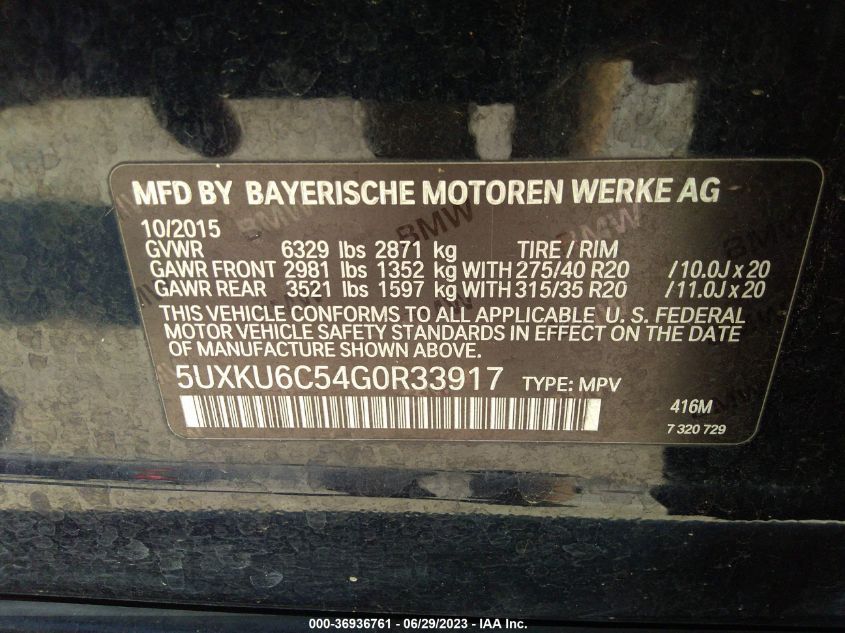 MFD BY BAYERISCHE MOTOREN WERKE AG
10/2015
GVWR 6329 lbs 2871 kg TIRE / RIM
GAWR FRONT 2981 lbs 1352 kg WITH 275/40 R20 /10.0J x 20
GAWR REAR 3521 lbs 1597 kg WITH 315/35 R20 /11.0J x 20
THIS VEHICLE CONFORMS TO ALL APPLICABLE U. S. FEDERAL
MOTOR VEHICLE SAFETY STANDARDS IN EFFECT ON THE DATE
OF MANUFACTURE SHOWN ABOVE.
5UXKU6C54G0R33917 TYPE: MPV
416M
7 320 729
000-36936761 / 06/29/2023 - © IAA Inc.